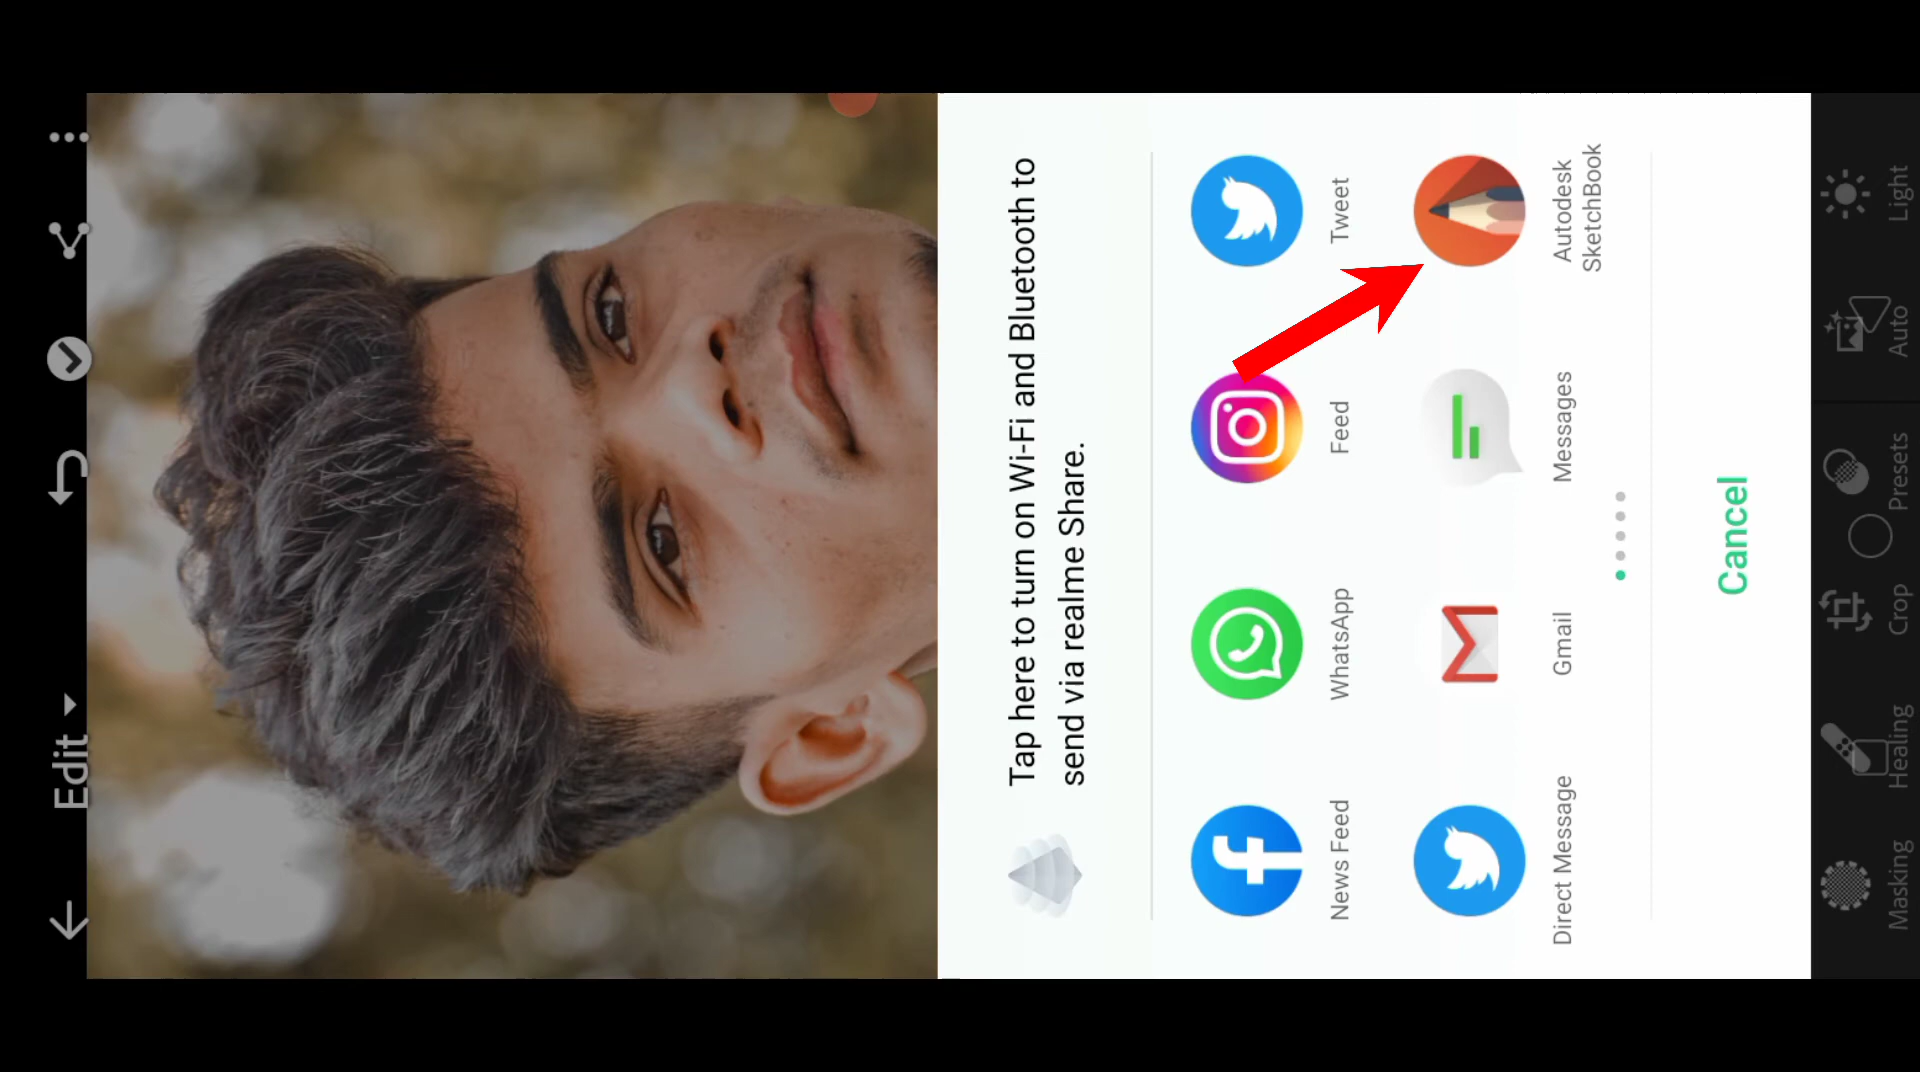 Edit
Tap here to turn on Wi-Fi and Bluetooth to
send via realme Share.
News Feed
WhatsApp
Feed
Tweet
Direct Message
Gmail
Messages
Autodesk
SketchBook
Cancel
Masking
Healing
Crop
Presets
Auto
Light